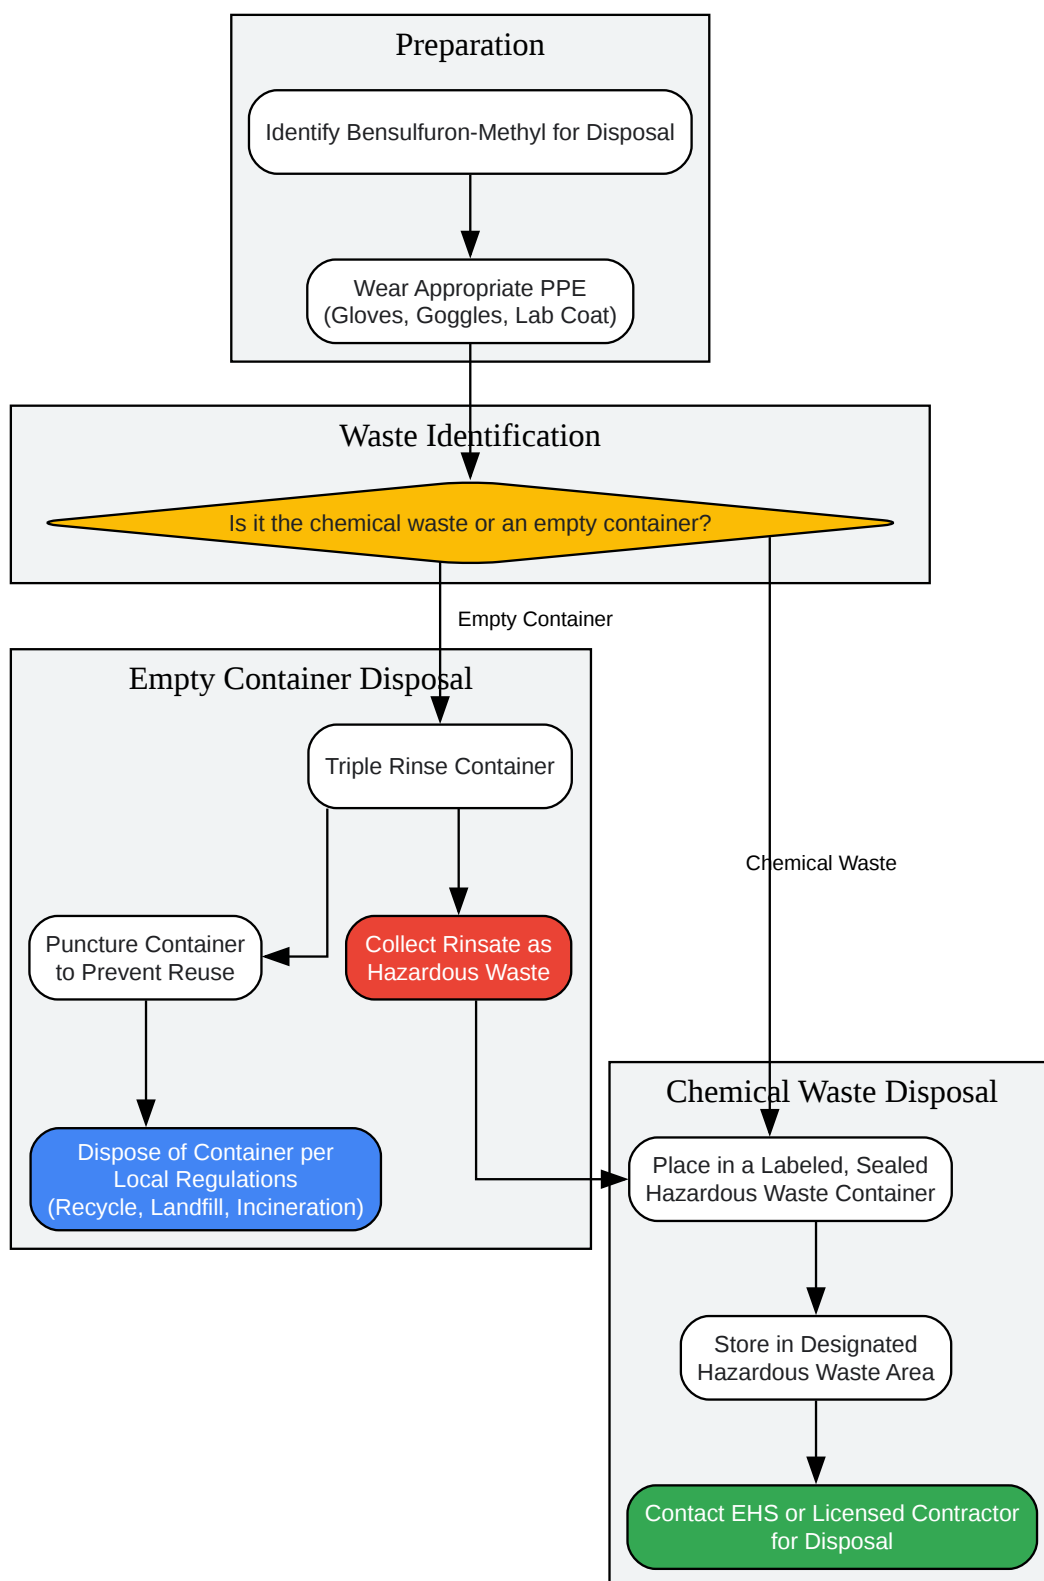 Preparation
Identify Bensulfuron-Methyl for Disposal
Wear Appropriate PPE
(Gloves, Goggles, Lab Coat)
Waste Identification
Is it the chemical waste or an empty container?
Empty Container
Empty Container Disposal
Triple Rinse Container
Chemical Waste
Puncture Container
to Prevent Reuse
Collect Rinsate as
Hazardous Waste
Dispose of Container per
Local Regulations
(Recycle, Landfill, Incineration)
Chemical Waste Disposal
Place in a Labeled, Sealed
Hazardous Waste Container
Store in Designated
Hazardous Waste Area
Contact EHS or Licensed Contractor
for Disposal